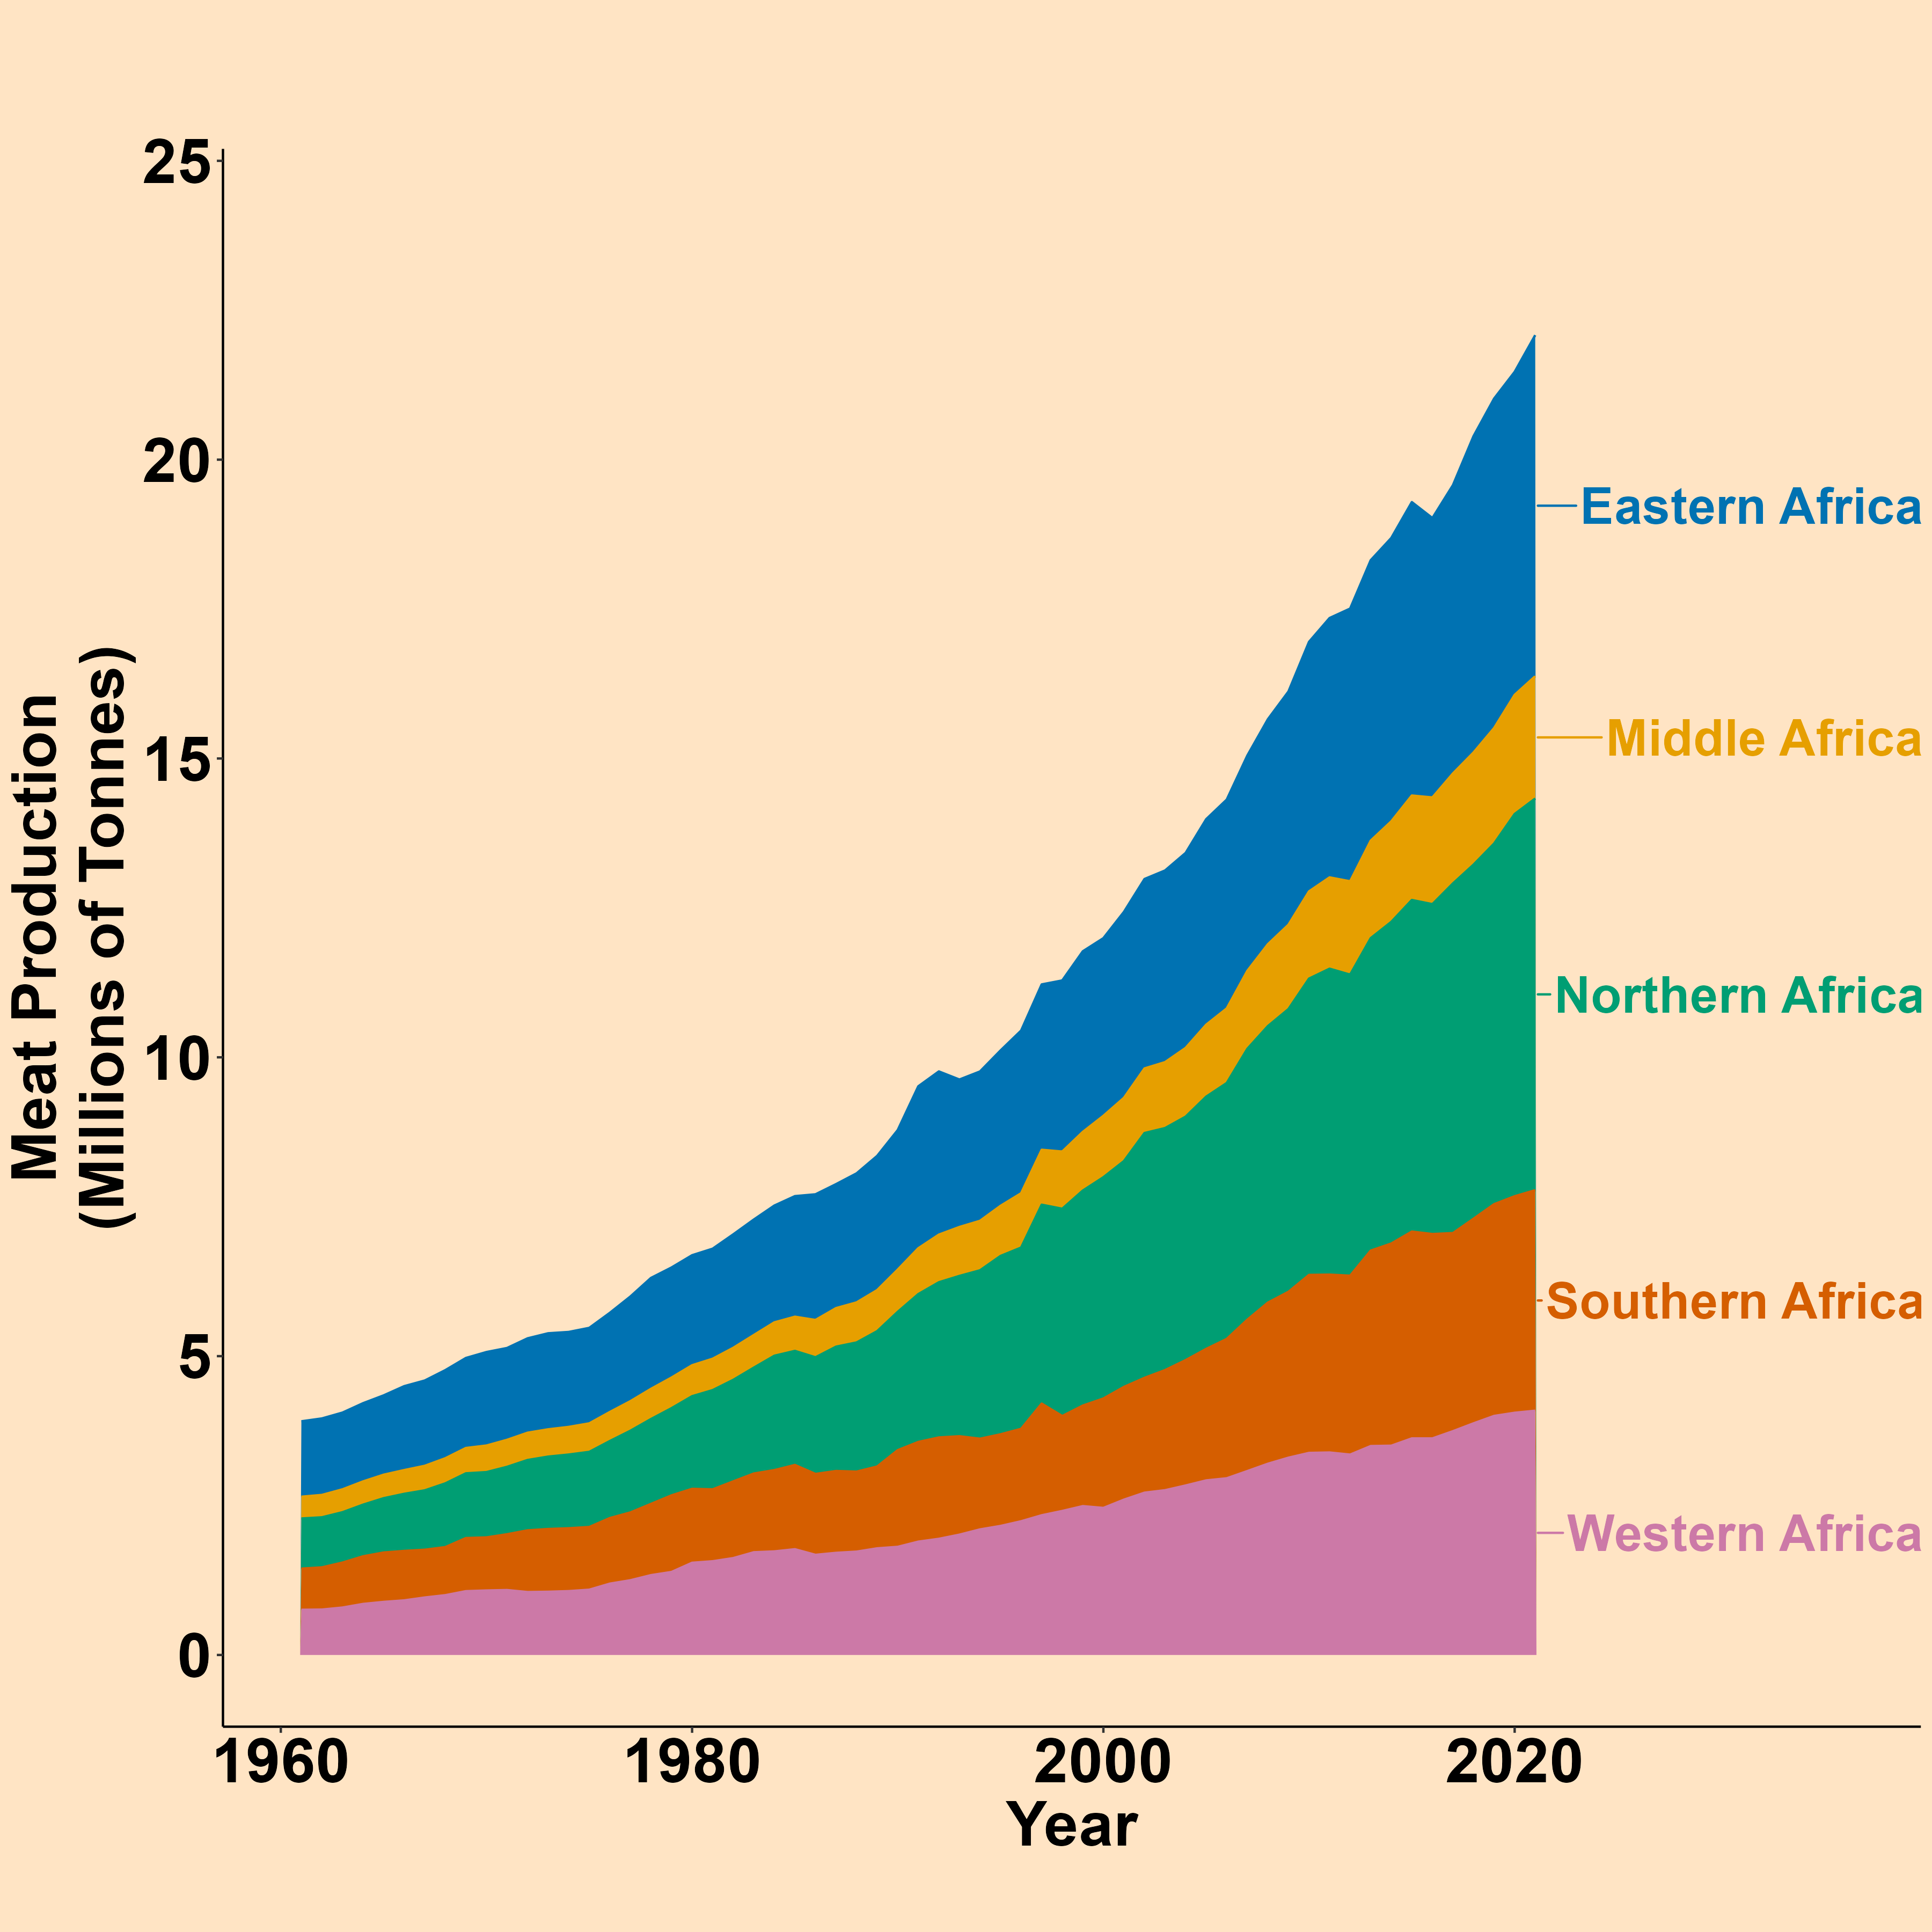 Meat Production
(Millions of Tonnes)
25
20
15
10
5
0
1960
1980
2000
2020
Year
Eastern Africa
Middle Africa
Northern Africa
Southern Africa
Western Africa